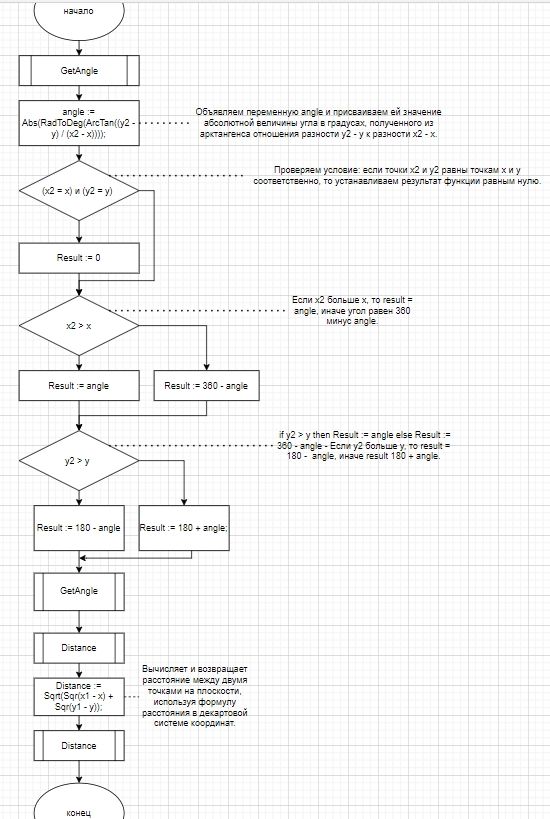 начало
GetAngle
angle :=
Abs(RadToDeg(ArcTan((y2 -
y) / (x2 - x))));
Объявляем переменную angle и присваиваем ей значение
абсолютной величины угла в градусах, полученного из
арктангенса отношения разности y2 - y к разности x2 - x.
(x2 = x) и (y2 = y)
Проверяем условие: если точки x2 и y2 равны точкам x и y
соответственно, то устанавливаем результат функции равным нулю.
Result := 0
x2 > x
Если x2 больше x, то result =
angle, иначе угол равен 360
минус angle.
Result := angle
Result := 360 - angle
y2 > y
if y2 > y then Result := angle else Result :=
360 - angle - Если y2 больше y, то result =
180 - angle, иначе result 180 + angle.
Result := 180 - angle
Result := 180 + angle;
GetAngle
Distance
Distance :=
Sqrt(Sqr(x1 - x) +
Sqr(y1 - y));
Вычисляет и возвращает
расстояние между двумя
точками на плоскости,
используя формулу
расстояния в декартовой
системе координат.
Distance
конец